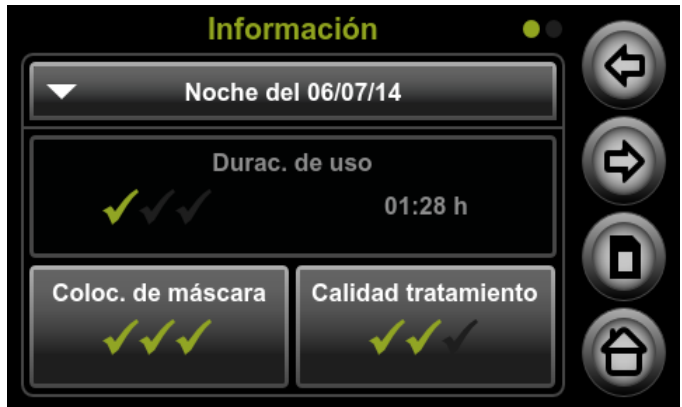 Información
Noche del 06/07/14
Durac. de uso
01:28 h
Coloc. de máscara
Calidad tratamiento